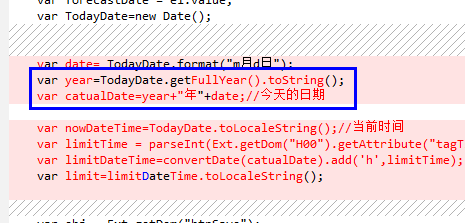 var forecastDate = el.value;
var TodayDate=new Date();
var date= TodayDate.format("m月d日");
var year=TodayDate.getFullYear().toString();
var catualDate=year+"年"+date;//今天的日期
var nowDateTime=TodayDate.toLocaleString();//当前时间
var limitTime = parseInt(Ext.getDom("H00").getAttribute("tagT
var limitDateTime=convertDate(catualDate).add('h',limitTime);
var limit=limitDateTime.toLocaleString();
var obj = Ext.getDom("btnSave");